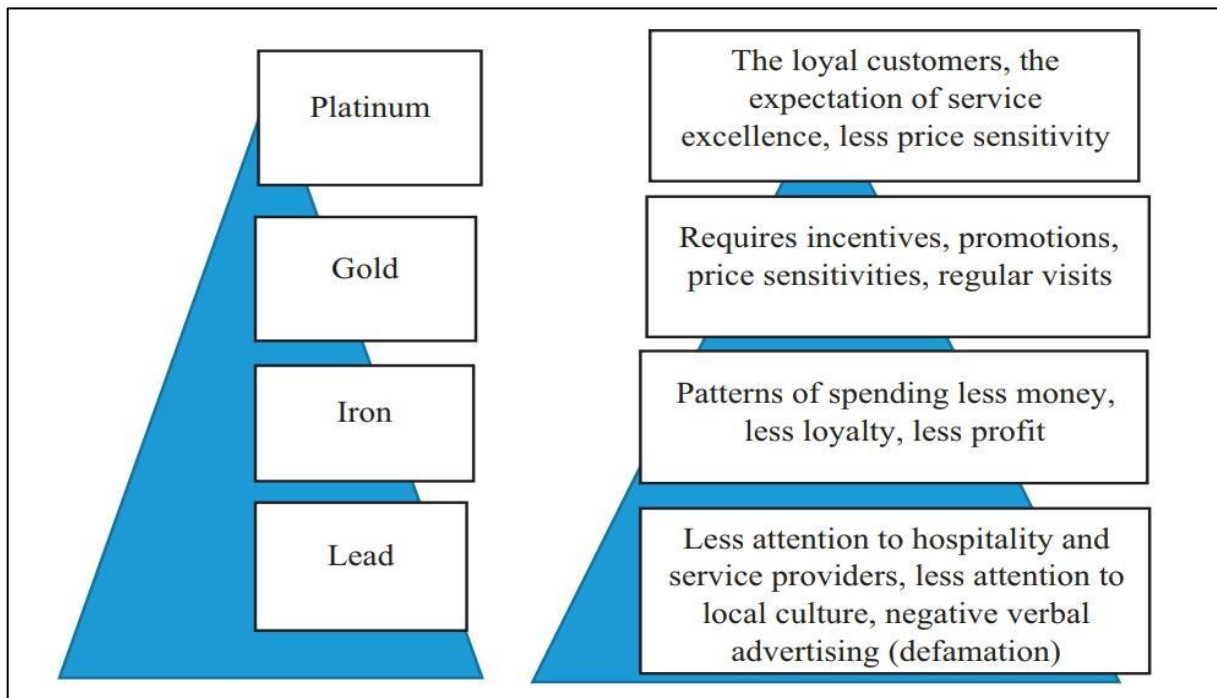 Platinum
The loyal customers, the
expectation of service
excellence, less price sensitivity
Gold
Requires incentives, promotions,
price sensitivities, regular visits
Iron
Patterns of spending less money,
less loyalty, less profit
Lead
Less attention to hospitality and
service providers, less attention to
local culture, negative verbal
advertising (defamation)